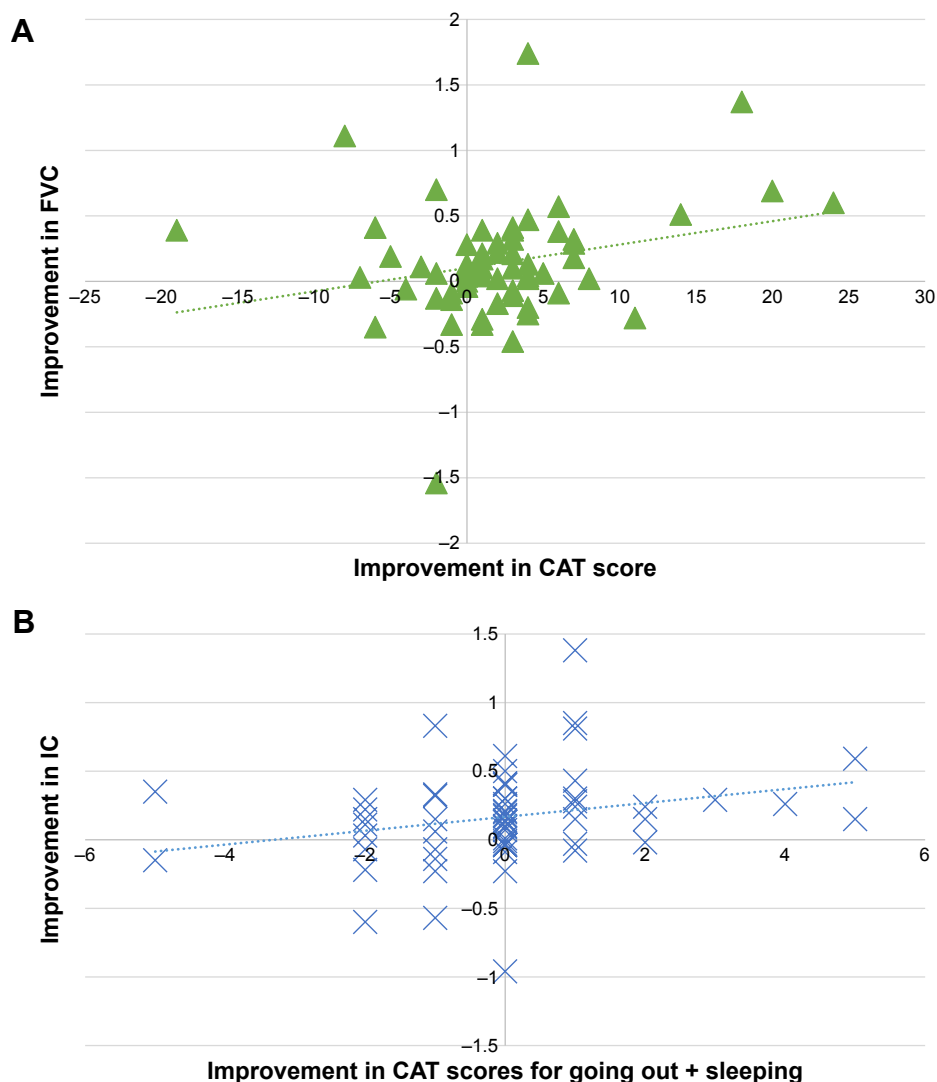 A
2
1.5
1
0.5
0
–0.5
–1
–1.5
–2
–25 –20 –15 –10 –5 0 5 10 15 20 25 30
Improvement in FVC
Improvement in CAT score
B
1.5
1
0.5
0
–0.5
–1
–1.5
–6 –4 –2 0 2 4 6
Improvement in IC
Improvement in CAT scores for going out + sleeping